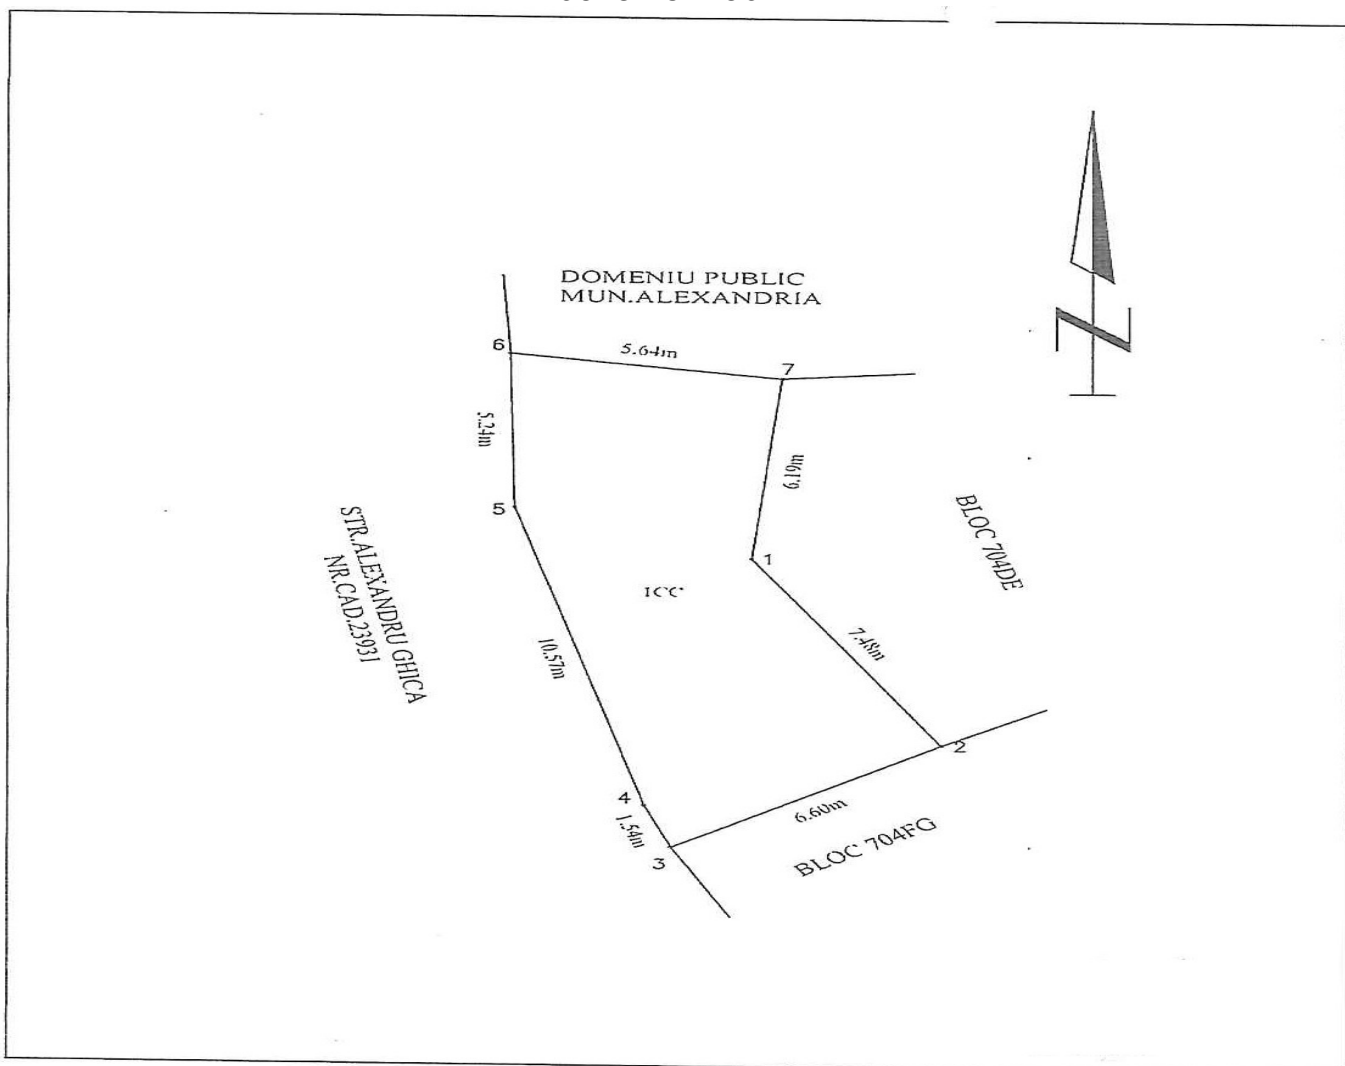 DOMENIU PUBLIC
MUN.ALEXANDRIA
6
5.64m
7
5.24m
6.19m
5
STR.ALEXANDRU GHICA
NR.CAD.23931
BLOC 704DE
1
1CC
10.57m
7.48m
2
4
1.54m
6.60m
3
BLOC 704FG